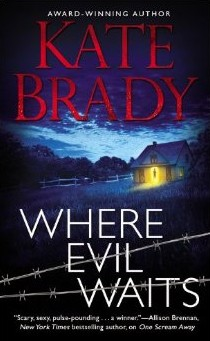 AWARD-WINNING AUTHOR
KATE
BRADY
WHERE
EVIL
WAITS
"Scary, sexy, pulse-pounding . . . a winner."—Allison Brennan,
New York Times bestselling author, on One Scream Away